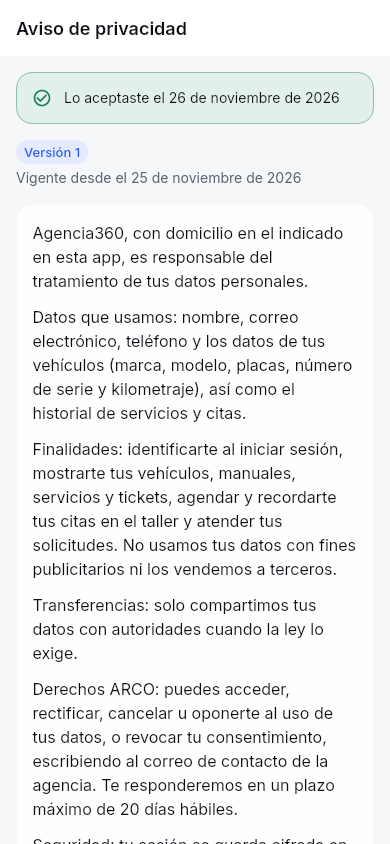 Aviso de privacidad
Lo aceptaste el 26 de noviembre de 2026
Versión 1
Vigente desde el 25 de noviembre de 2026
Agencia360, con domicilio en el indicado
en esta app, es responsable del
tratamiento de tus datos personales.
Datos que usamos: nombre, correo
electrónico, teléfono y los datos de tus
vehículos (marca, modelo, placas, número
de serie y kilometraje), así como el
historial de servicios y citas.
Finalidades: identificarte al iniciar sesión,
mostrarte tus vehículos, manuales,
servicios y tickets, agendar y recordarte
tus citas en el taller y atender tus
solicitudes. No usamos tus datos con fines
publicitarios ni los vendemos a terceros.
Transferencias: solo compartimos tus
datos con autoridades cuando la ley lo
exige.
Derechos ARCO: puedes acceder,
rectificar, cancelar u oponerte al uso de
tus datos, o revocar tu consentimiento,
escribiendo al correo de contacto de la
agencia. Te responderemos en un plazo
máximo de 20 días hábiles.
Seguridad: tu sesión se guarda cifrada en